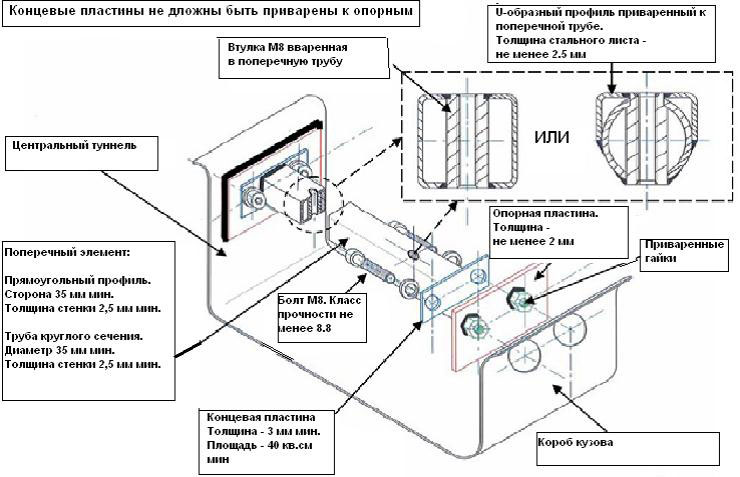 Концевые пластины не дложны быть приварены к опорным
U-образный профиль приваренный к
поперечной трубе.
Толщина стального листа -
не менее 2.5 мм
Втулка М8 вваренная
в поперечную трубу
ИЛИ
Центральный туннель
Опорная пластина.
Толщина -
не менее 2 мм
Приваренные
гайки
Поперечный элемент:
Прямоугольный профиль.
Сторона 35 мм мин.
Толщина стенки 2,5 мм мин.
Труба круглого сечения.
Диаметр 35 мм мин.
Толщина стенки 2,5 мм мин.
Болт М8. Класс
прочности не
менее 8.8
Концевая пластина
Толщина - 3 мм мин.
Площадь - 40 кв.см
мин
Короб кузова